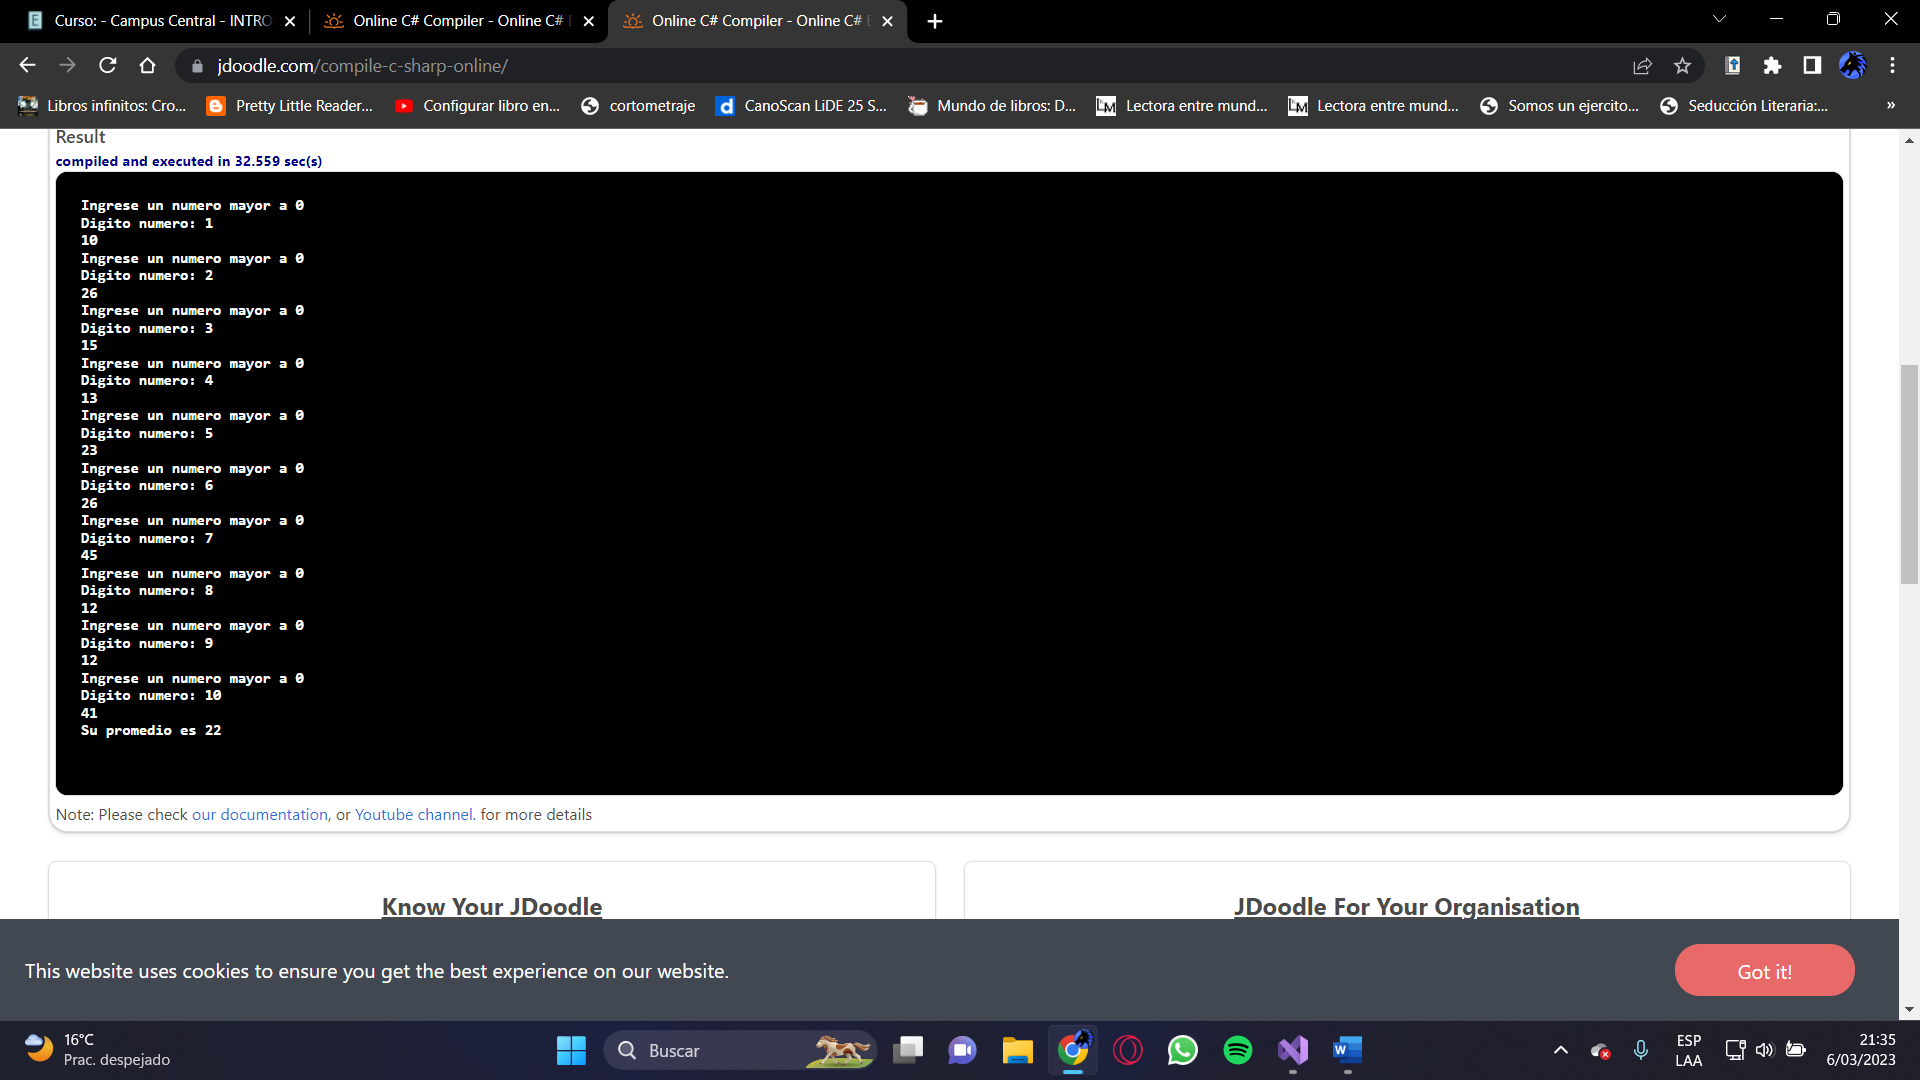 Curso: - Campus Central - INTRO
Online C# Compiler - Online C#
Online C# Compiler - Online C#
jdoodle.com/compile-c-sharp-online/
Libros infinitos: Cro...
Pretty Little Reader...
Configurar libro en...
cortometraje
CanoScan LiDE 25 S...
Mundo de libros: D...
Lectora entre mund...
Lectora entre mund...
Somos un ejercito...
Seducción Literaria:...
»
Result
compiled and executed in 32.559 sec(s)
Ingrese un numero mayor a 0
Digito numero: 1
10
Ingrese un numero mayor a 0
Digito numero: 2
26
Ingrese un numero mayor a 0
Digito numero: 3
15
Ingrese un numero mayor a 0
Digito numero: 4
13
Ingrese un numero mayor a 0
Digito numero: 5
23
Ingrese un numero mayor a 0
Digito numero: 6
26
Ingrese un numero mayor a 0
Digito numero: 7
45
Ingrese un numero mayor a 0
Digito numero: 8
12
Ingrese un numero mayor a 0
Digito numero: 9
12
Ingrese un numero mayor a 0
Digito numero: 10
41
Su promedio es 22
Note: Please check our documentation, or Youtube channel. for more details
Know Your JDoodle
JDoodle For Your Organisation
This website uses cookies to ensure you get the best experience on our website.
Got it!
16°C
Prac. despejado
Buscar
ESP
LAA
21:35
6/03/2023